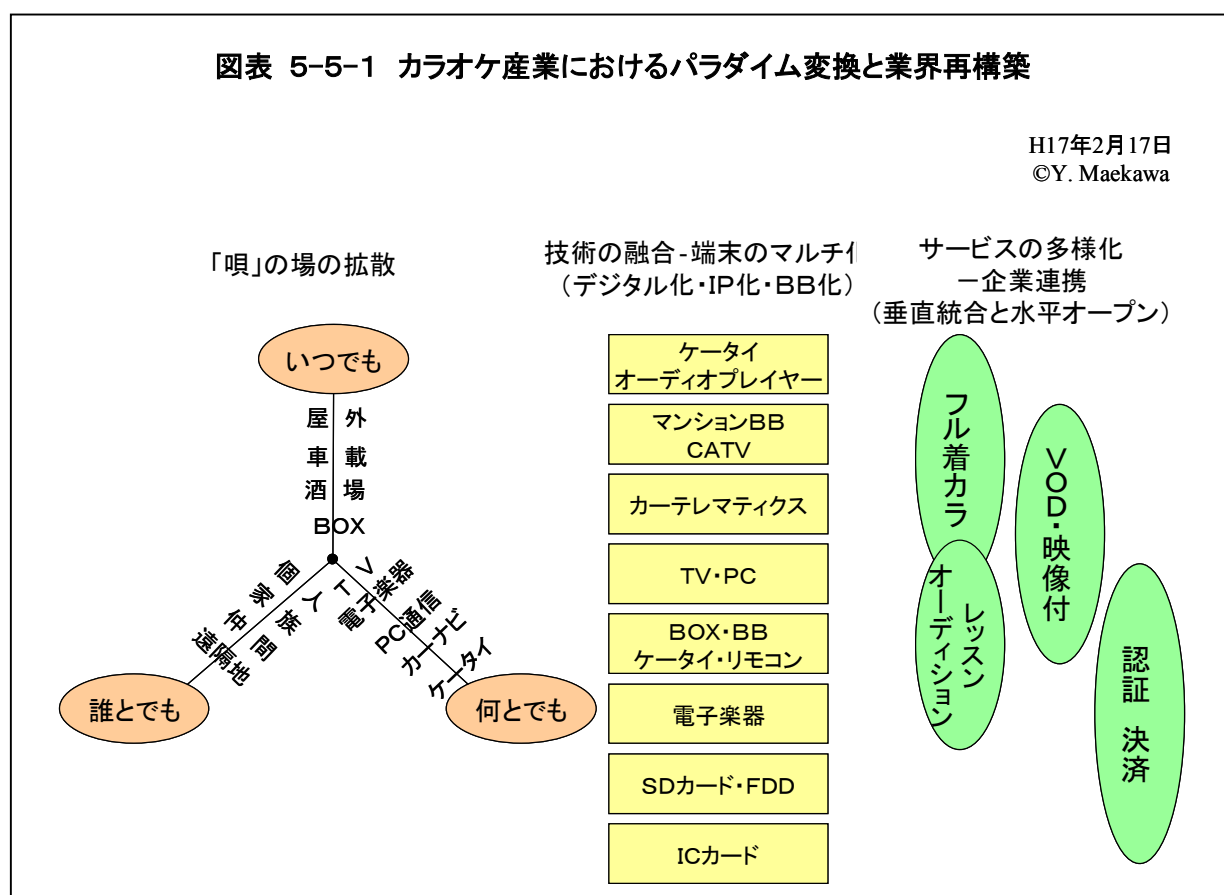 図表 5-5-1 カラオケ産業におけるパラダイム変換と業界再構築
H17年2月17日
©Y. Maekawa
「唄」の場の拡散
いつでも
屋外
車載
酒場
BOX
個人
家族
仲間
遠隔地
誰とでも
TV
電子楽器
PC通信
カーナビ
ケータイ
何とでも
技術の融合-端末のマルチ化
(デジタル化・IP化・BB化)
ケータイ
オーディオプレイヤー
マンションBB
CATV
カーテレマティクス
TV・PC
BOX・BB
ケータイ・リモコン
電子楽器
SDカード・FDD
ICカード
サービスの多様化
-企業連携
(垂直統合と水平オープン)
フル着カラ
レッスン
オーディション
VOD・映像付
認証 決済